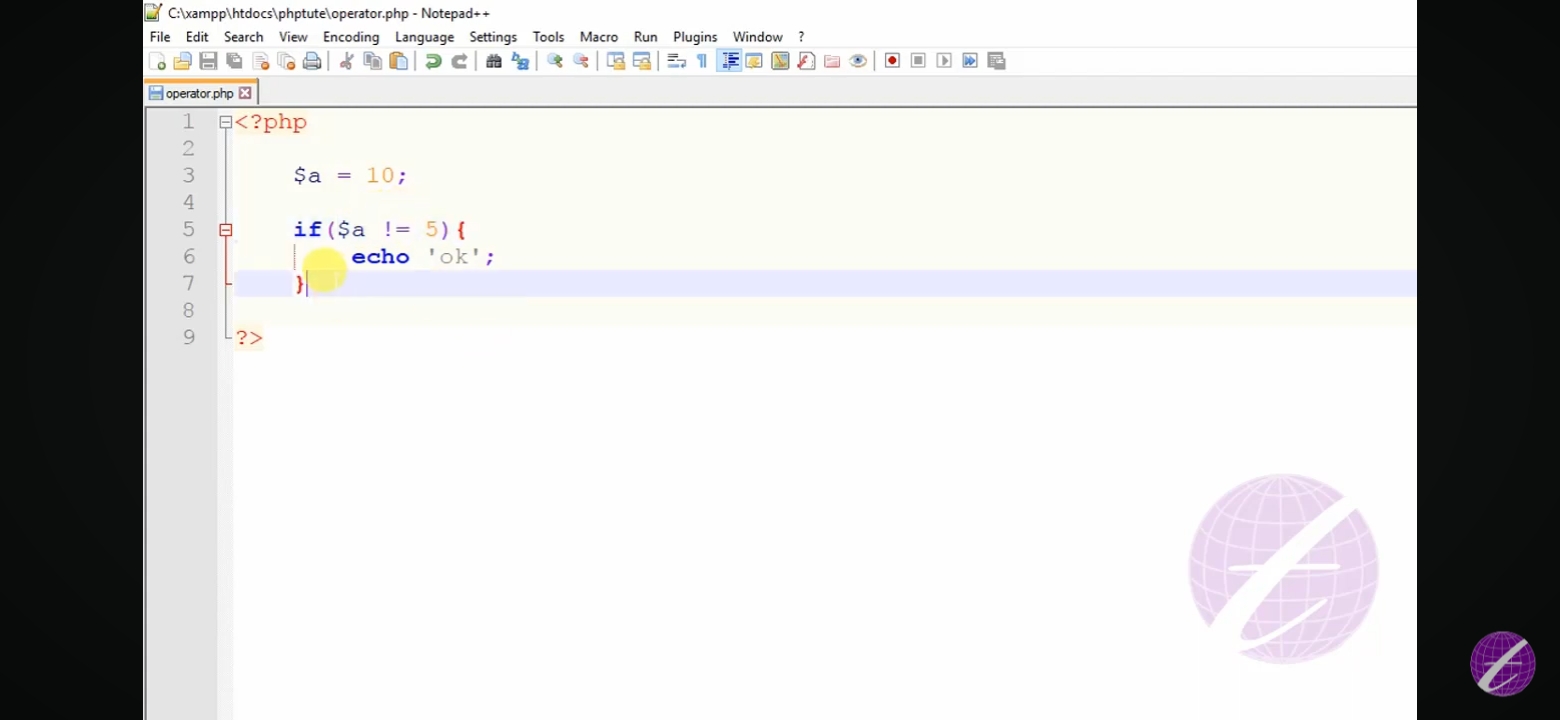 C:\xampp\htdocs\phptute\operator.php - Notepad++
File Edit Search View Encoding Language Settings Tools Macro Run Plugins Window ?
operator.php
1 <?php
2
3 $a = 10;
4
5 if($a != 5){
6 echo 'ok';
7 }
8
9 ?>